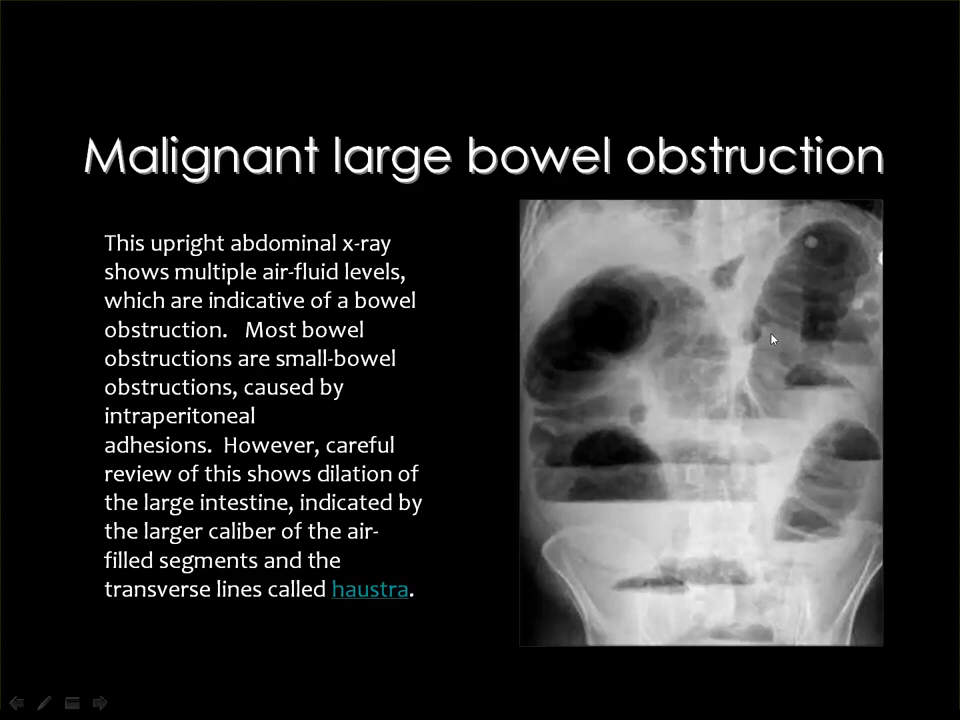 Malignant large bowel obstruction
This upright abdominal x-ray
shows multiple air-fluid levels,
which are indicative of a bowel
obstruction.   Most bowel
obstructions are small-bowel
obstructions, caused by
intraperitoneal
adhesions.  However, careful
review of this shows dilation of
the large intestine, indicated by
the larger caliber of the air-
filled segments and the
transverse lines called haustra.